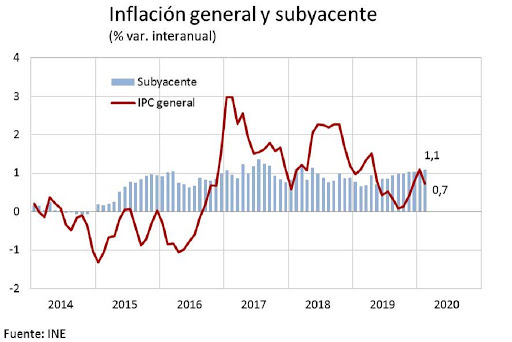 Inflación general y subyacente
(% var. interanual)
4
Subyacente
3
IPC general
2
1,1
1
0,7
0
-1
-2
2014 2015 2016 2017 2018 2019 2020
Fuente: INE